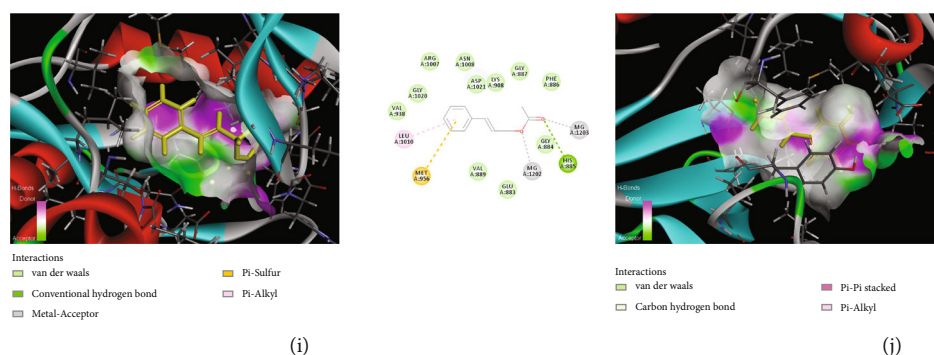 H-Bonds
Donor
Acceptor
ARG
A:1007
ASN
A:1008
ASP
A:1021
LYS
A:908
GLY
A:887
PHE
A:886
GLY
A:1020
VAL
A:938
LEU
A:1010
MET
A:956
VAL
A:889
GLU
A:883
MG
A:1202
GLY
A:884
HIS
A:885
MG
A:1203
H-Bonds
Donor
Acceptor
Interactions
van der waals
Conventional hydrogen bond
Metal-Acceptor
Pi-Sulfur
Pi-Alkyl
(i)
Interactions
van der waals
Carbon hydrogen bond
Pi-Pi stacked
Pi-Alkyl
(j)